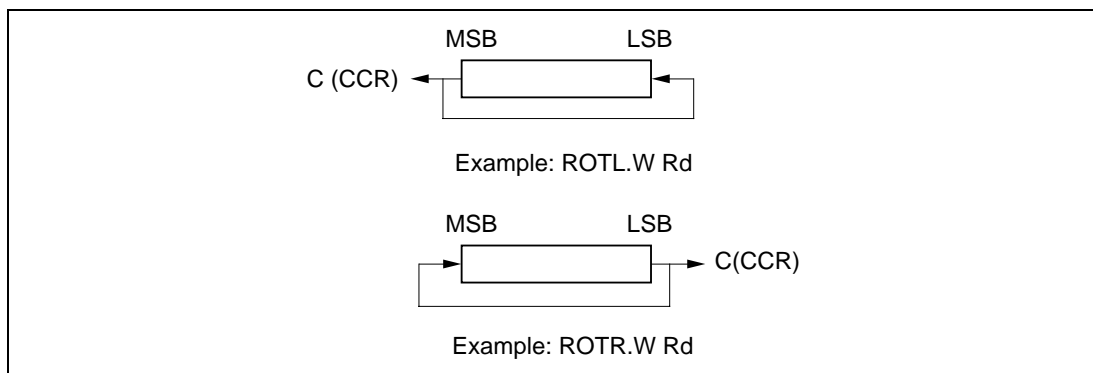 MSB LSB
C (CCR)
Example: ROTL.W Rd
MSB LSB
C(CCR)
Example: ROTR.W Rd